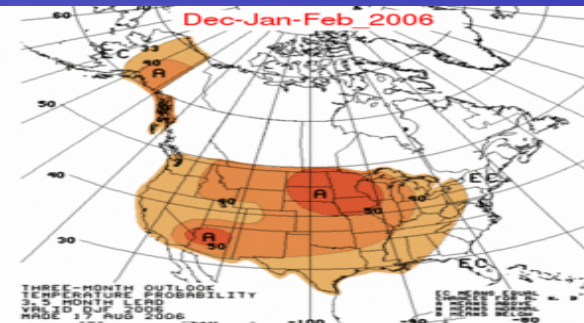 Dec-Jan-Feb_2006
60
EC
33
40
A
50
40
30
A
50
40
EC
40
A
50
EC
THREE-MONTH OUTLOOK
TEMPERATURE PROBABILITY
3.5 MONTH LEAD
VALID DJF 2006
MADE 17 AUG 2006
EC MEANS EQUAL